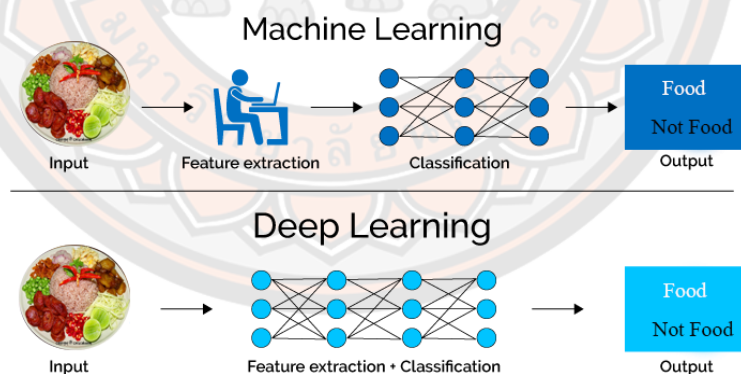 Machine Learning
Input
Feature extraction
Classification
Food
Not Food
Output
Deep Learning
Input
Feature extraction + Classification
Food
Not Food
Output